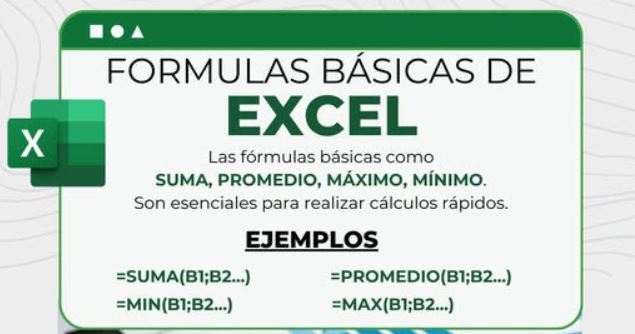 FORMULAS BÁSICAS DE
EXCEL
X
Las fórmulas básicas como
SUMA, PROMEDIO, MÁXIMO, MÍNIMO.
Son esenciales para realizar cálculos rápidos.
EJEMPLOS
=SUMA(B1;B2...) =PROMEDIO(B1;B2...)
=MIN(B1;B2...) =MAX(B1;B2...)